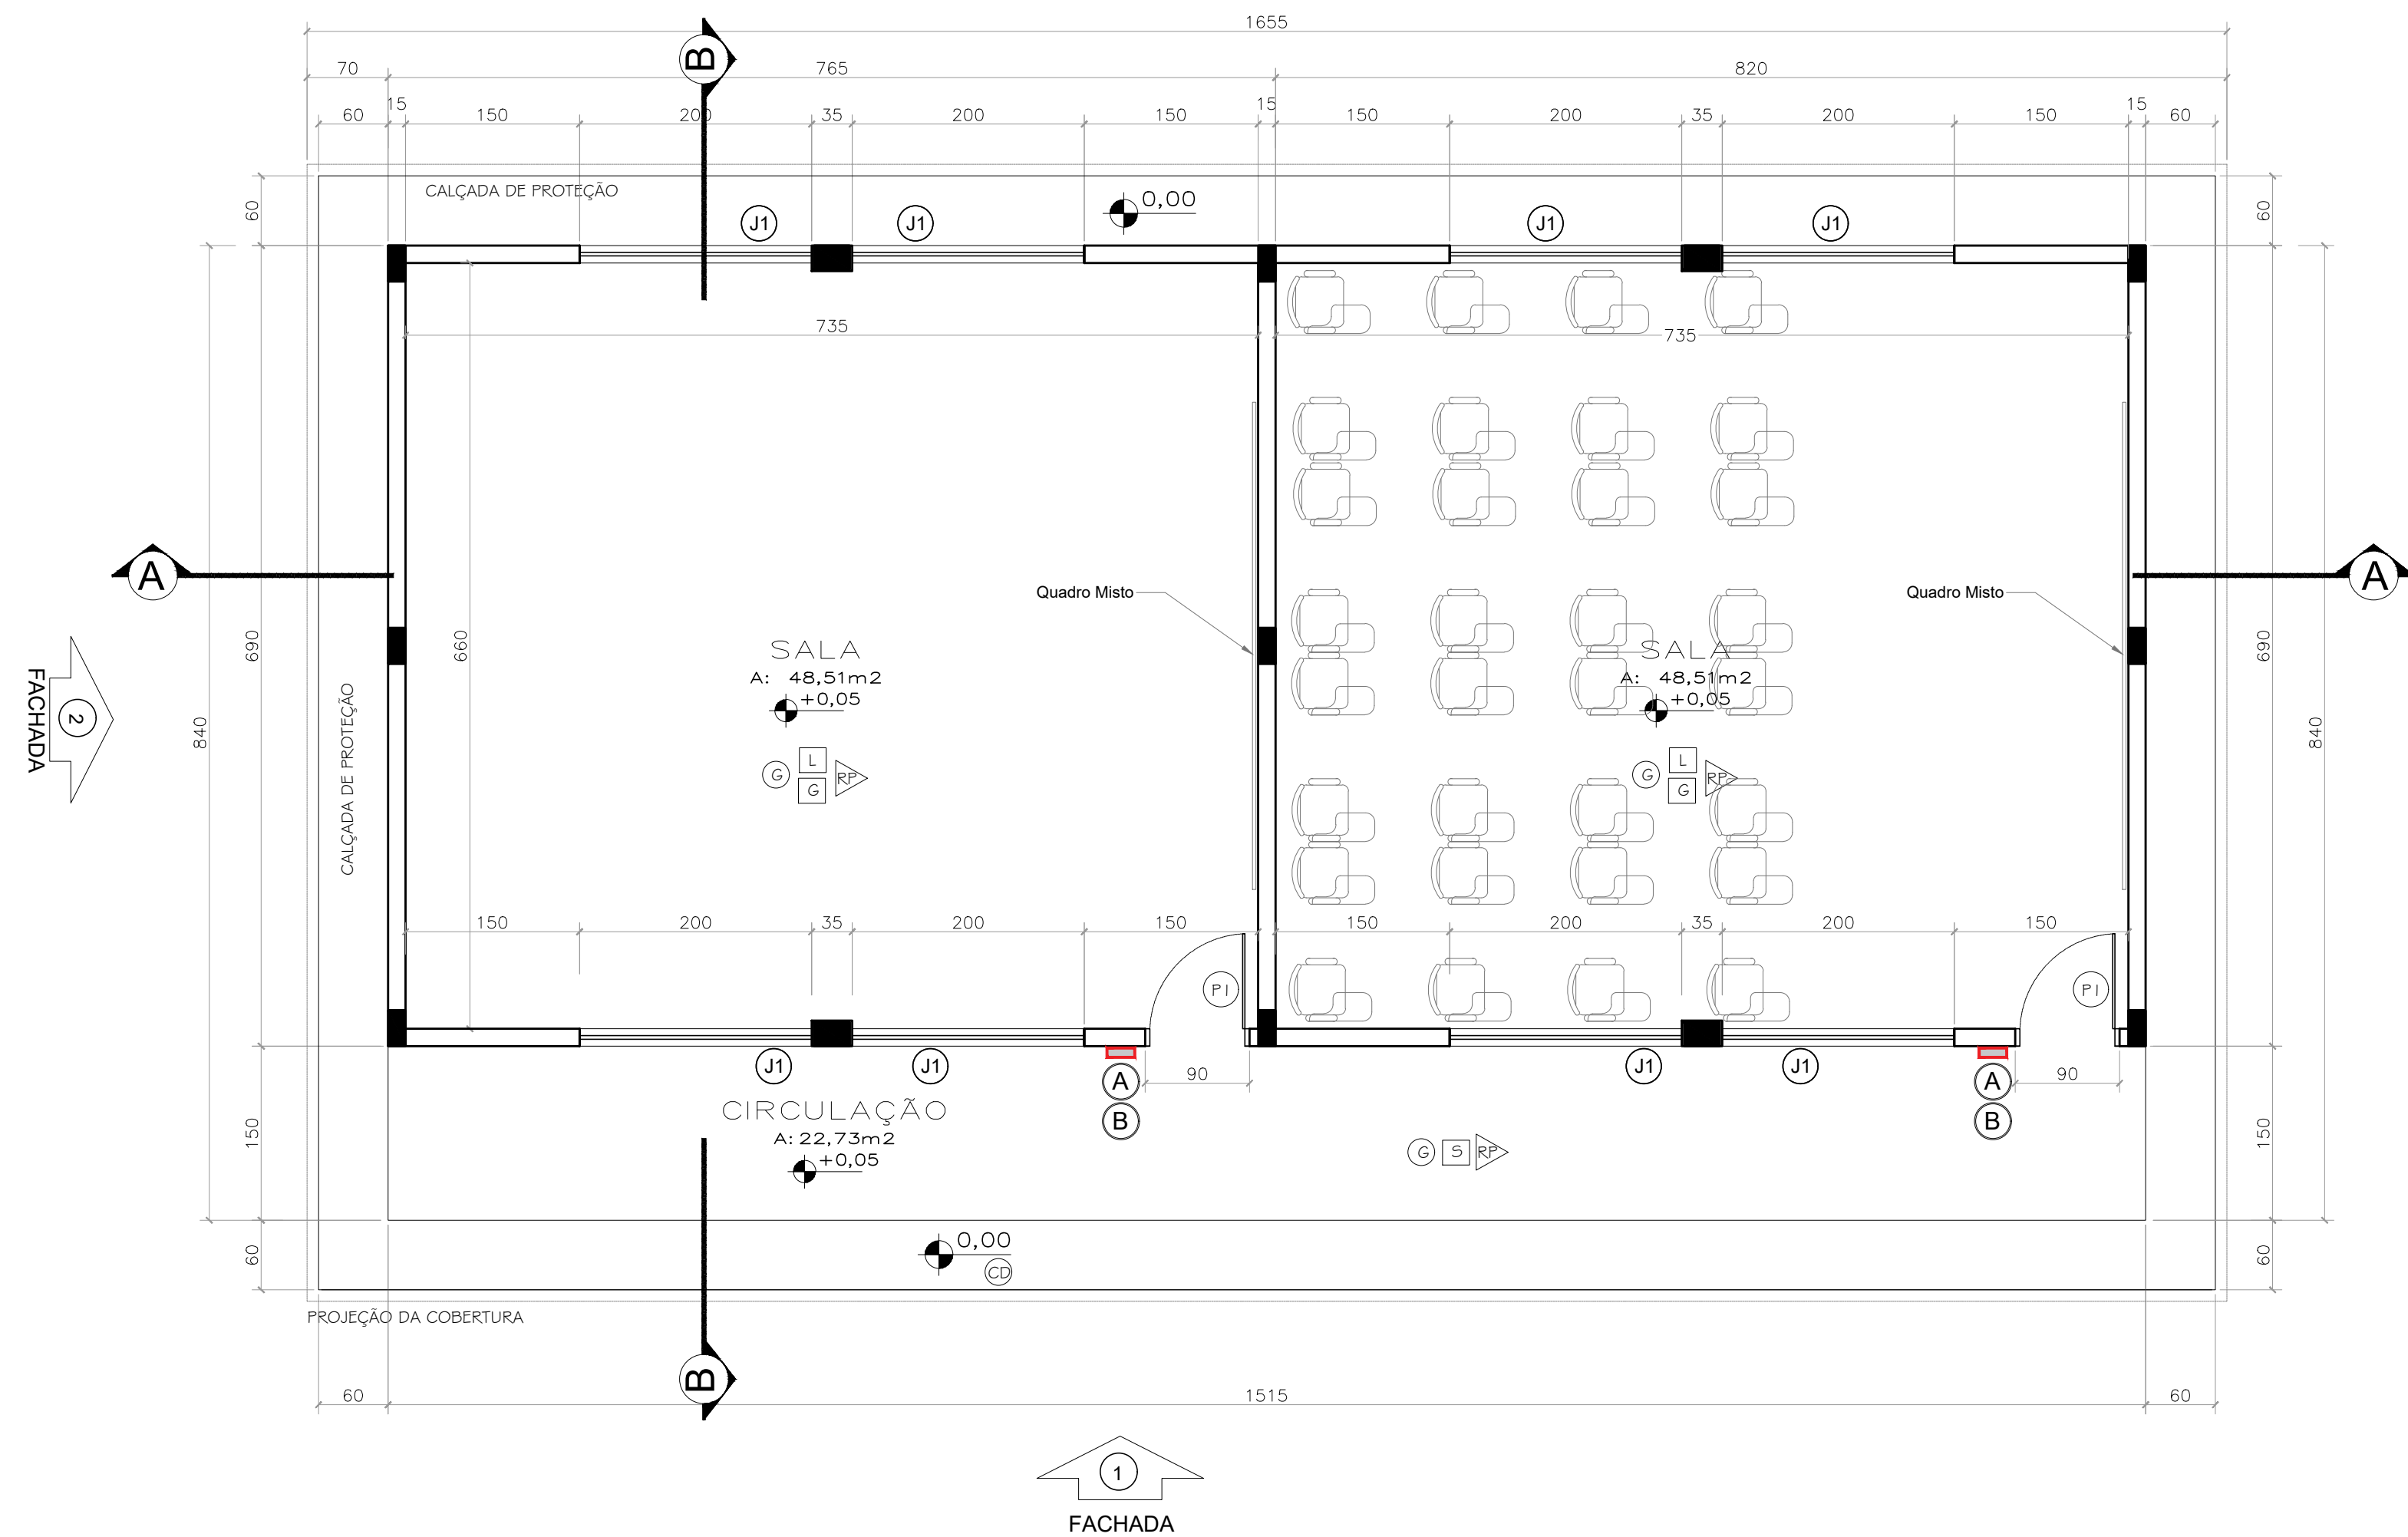 1655
B
70 765 820
15 15 15
60 150 200 35 200 150 150 200 35 200 150 60
CALÇADA DE PROTEÇÃO
0,00
60 60
J1 J1 J1 J1
735 735
A A
Quadro Misto Quadro Misto
690 660 690
SALA SALA
A: 48,51m2 A: 48,51m2
+0,05 +0,05
FACHADA
2
840 840
CALÇADA DE PROTEÇÃO
G L RP G L RP
G G
150 200 35 200 150 150 200 35 200 150
P1 P1
J1 J1 J1 J1
90 90
A A
B B
CIRCULAÇÃO
A: 22,73m2
+0,05
150 150
G S RP
0,00
CD
60 60
PROJEÇÃO DA COBERTURA
B
60 1515 60
1
FACHADA